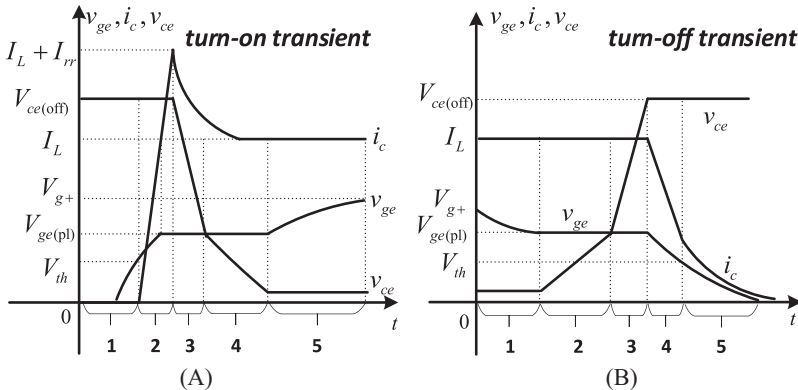 v_ge, i_c, v_ce
turn-on transient
I_L + I_rr
V_ce(off)
I_L
i_c
V_g+
v_ge
V_ge(pl)
V_th
v_ce
0
t
1 2 3 4 5
(A)
v_ge, i_c, v_ce
turn-off transient
V_ce(off)
v_ce
I_L
V_g+
v_ge
V_ge(pl)
V_th
i_c
0
t
1 2 3 4 5
(B)